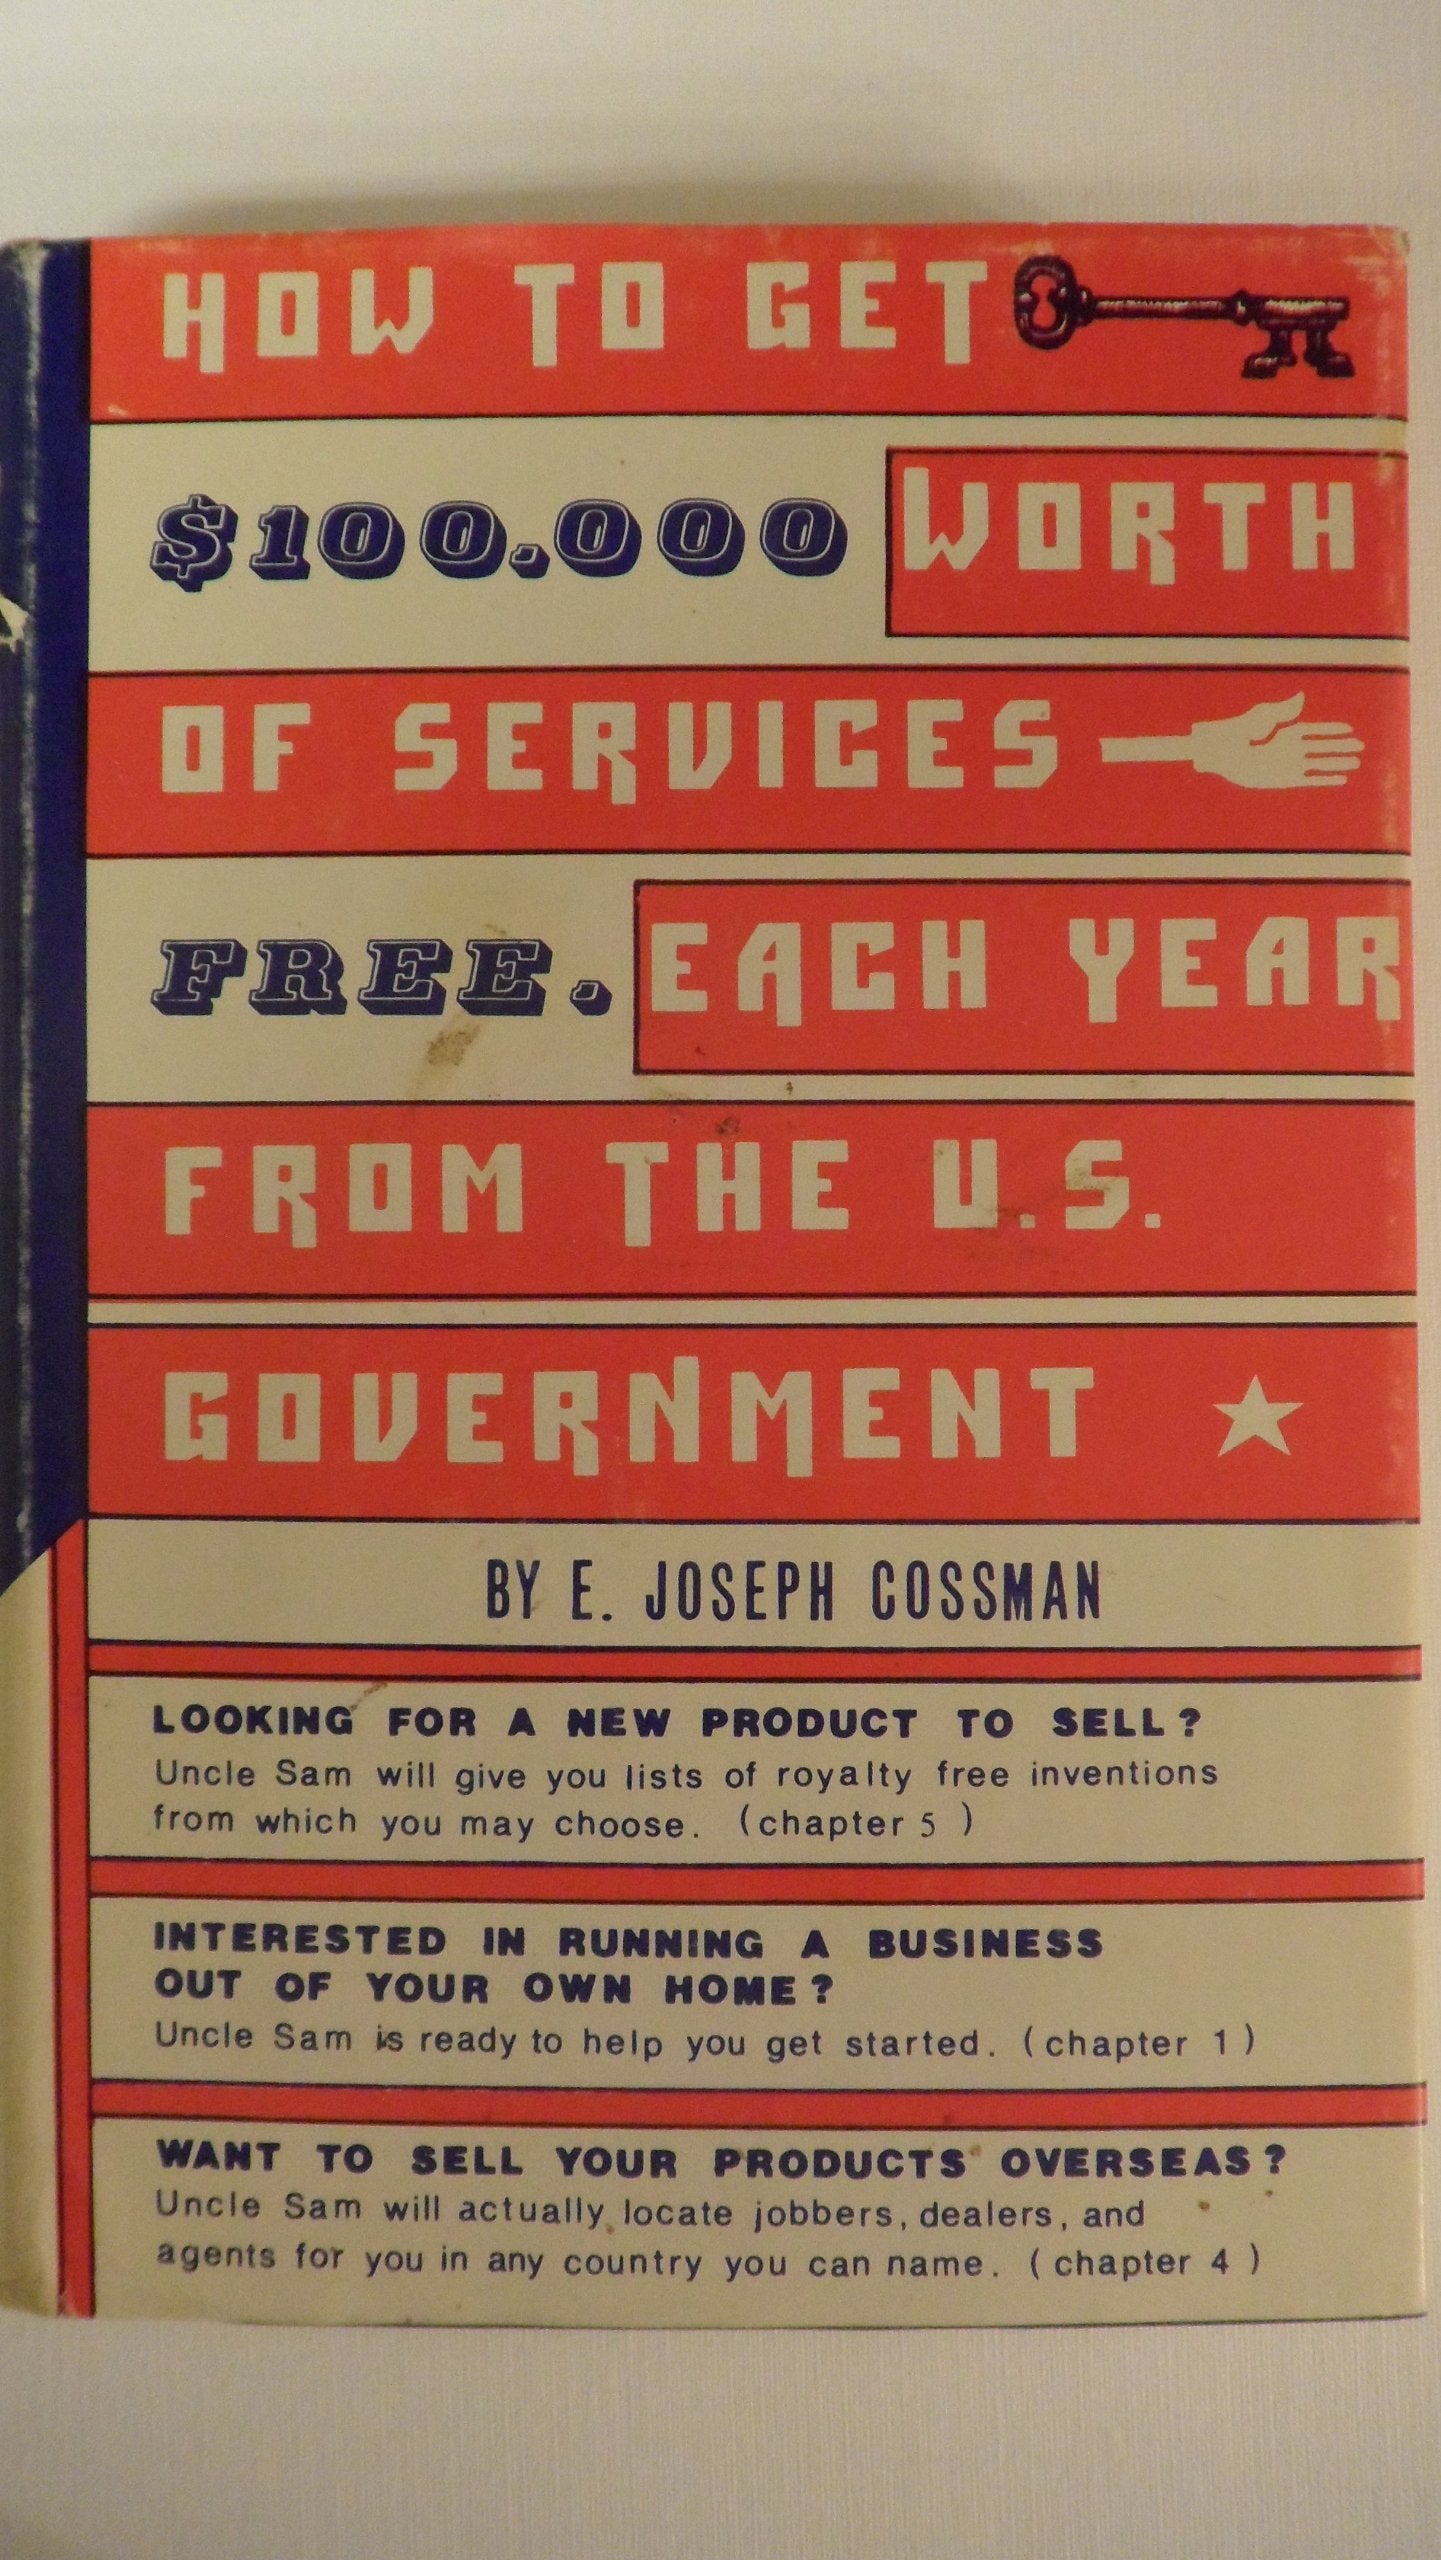 HOW TO GET
$100,000 WORTH
OF SERVICES
FREE, EACH YEAR
FROM THE U.S.
GOVERNMENT
BY E. JOSEPH COSSMAN
LOOKING FOR A NEW PRODUCT TO SELL?
Uncle Sam will give you lists of royalty free inventions
from which you may choose. (chapter 5 )
INTERESTED IN RUNNING A BUSINESS
OUT OF YOUR OWN HOME?
Uncle Sam is ready to help you get started. (chapter 1)
WANT TO SELL YOUR PRODUCTS OVERSEAS?
Uncle Sam will actually locate jobbers, dealers, and
agents for you in any country you can name. (chapter 4 )